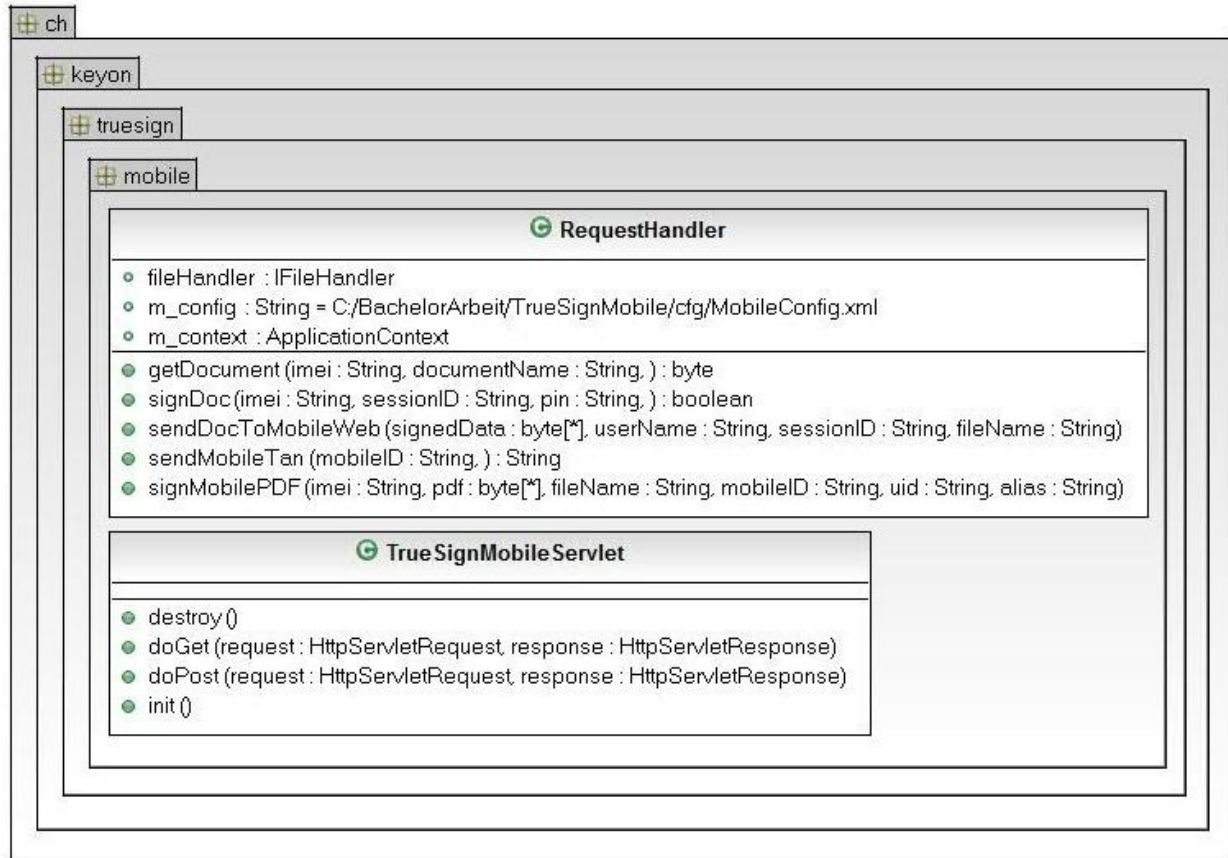 ch
keyon
truesign
mobile
RequestHandler
fileHandler : IFileHandler
m_config : String = C:/BachelorArbeit/TrueSignMobile/cfg/MobileConfig.xml
m_context : ApplicationContext
getDocument (imei : String, documentName : String, ) : byte
signDoc (imei : String, sessionID : String, pin : String, ) : boolean
sendDocToMobileWeb (signedData : byte[*], userName : String, sessionID : String, fileName : String)
sendMobileTan (mobileID : String, ) : String
signMobilePDF (imei : String, pdf : byte[*], fileName : String, mobileID : String, uid : String, alias : String)
TrueSignMobileServlet
destroy ()
doGet (request : HttpServletRequest, response : HttpServletResponse)
doPost (request : HttpServletRequest, response : HttpServletResponse)
init ()